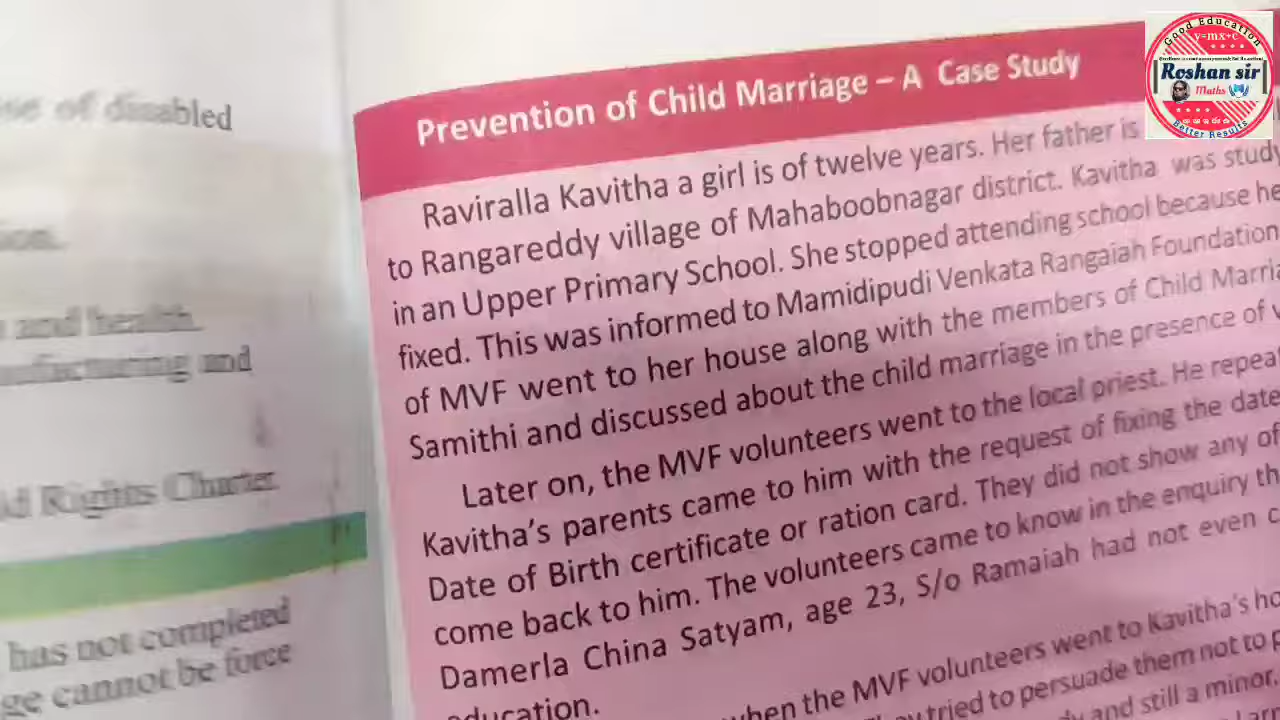 se of disabled
and health.
manufacturing and
ld Rights Charter
has not completed
ge cannot be force
Prevention of Child Marriage – A Case Study
Raviralla Kavitha a girl is of twelve years. Her father is
to Rangareddy village of Mahaboobnagar district. Kavitha was study
in an Upper Primary School. She stopped attending school because he
fixed. This was informed to Mamidipudi Venkata Rangaiah Foundation
of MVF went to her house along with the members of Child Marria
Samithi and discussed about the child marriage in the presence of
Later on, the MVF volunteers went to the local priest. He repea
Kavitha's parents came to him with the request of fixing the date
Date of Birth certificate or ration card. They did not show any of
come back to him. The volunteers came to know in the enquiry th
Damerla China Satyam, age 23, S/o Ramaiah had not even c
education.
when the MVF volunteers went to Kavitha's ho
tried to persuade them not to p
and still a minor.
Good Education
y=mx+c
Roshan sir
Maths
Better Results